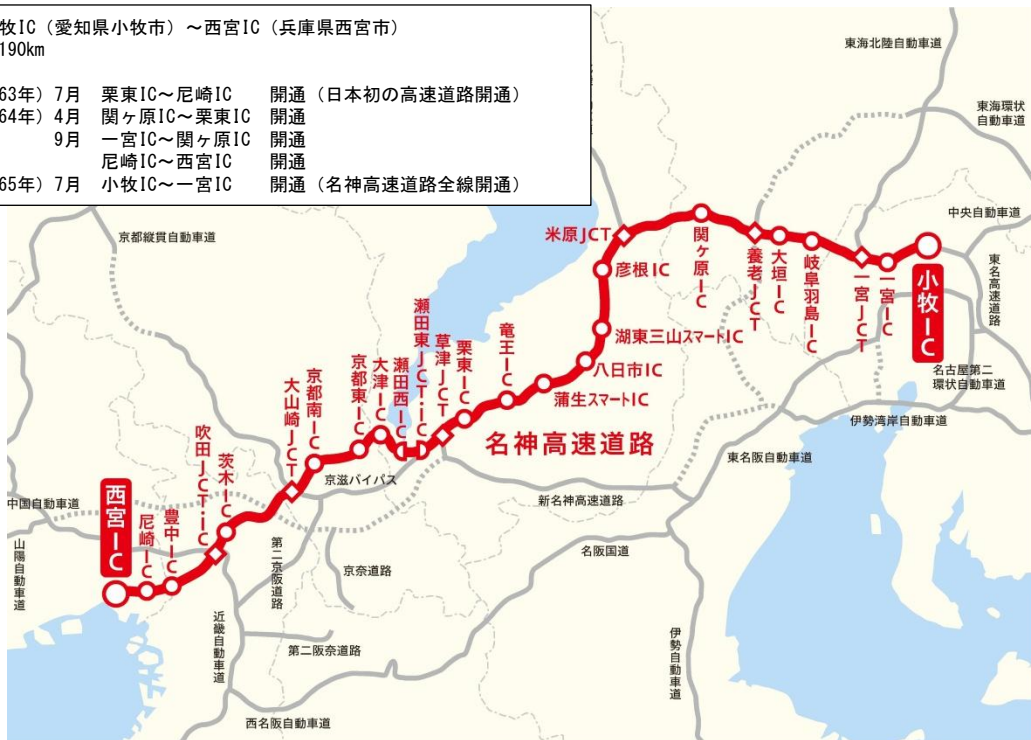 牧IC（愛知県小牧市）～西宮IC（兵庫県西宮市）
190km
63年）7月 栗東IC～尼崎IC 開通（日本初の高速道路開通）
64年）4月 関ヶ原IC～栗東IC 開通
9月 一宮IC～関ヶ原IC 開通
尼崎IC～西宮IC 開通
65年）7月 小牧IC～一宮IC 開通（名神高速道路全線開通）
東海北陸自動車道
東海環状
自動車道
中央自動車道
東名高速道路
京都縦貫自動車道
米原JCT
関ヶ原IC
養老JCT
大垣IC
岐阜羽島IC
一宮JCT
一宮IC
小牧IC
彦根IC
湖東三山スマートIC
八日市IC
蒲生スマートIC
竜王IC
栗東IC
草津JCT
瀬田東JCT・IC
瀬田西IC
大津IC
京都東IC
京都南IC
大山崎JCT
茨木IC
吹田JCT・IC
豊中IC
尼崎IC
西宮IC
名神高速道路
名古屋第二
環状自動車道
伊勢湾岸自動車道
東名阪自動車道
新名神高速道路
京滋バイパス
中国自動車道
山陽自動車道
第二京阪道路
京奈道路
名阪国道
近畿自動車道
第二阪奈道路
西名阪自動車道
伊勢自動車道